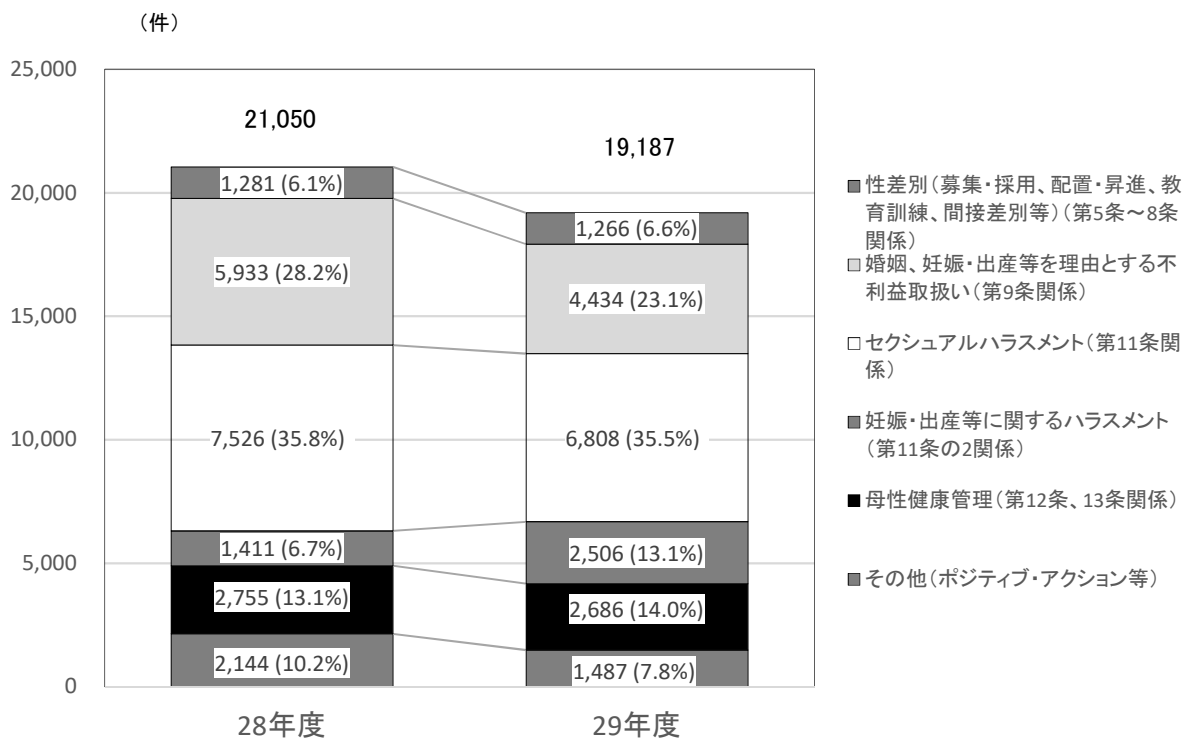 （件）
25,000
20,000
15,000
10,000
5,000
0
21,050
1,281 (6.1%)
5,933 (28.2%)
7,526 (35.8%)
1,411 (6.7%)
2,755 (13.1%)
2,144 (10.2%)
28年度
19,187
1,266 (6.6%)
4,434 (23.1%)
6,808 (35.5%)
2,506 (13.1%)
2,686 (14.0%)
1,487 (7.8%)
29年度
性差別（募集・採用、配置・昇進、教
育訓練、間接差別等）（第5条～8条
関係）
婚姻、妊娠・出産等を理由とする不
利益取扱い（第9条関係）
セクシュアルハラスメント（第11条関
係）
妊娠・出産等に関するハラスメント
（第11条の2関係）
母性健康管理（第12条、13条関係）
その他（ポジティブ・アクション等）